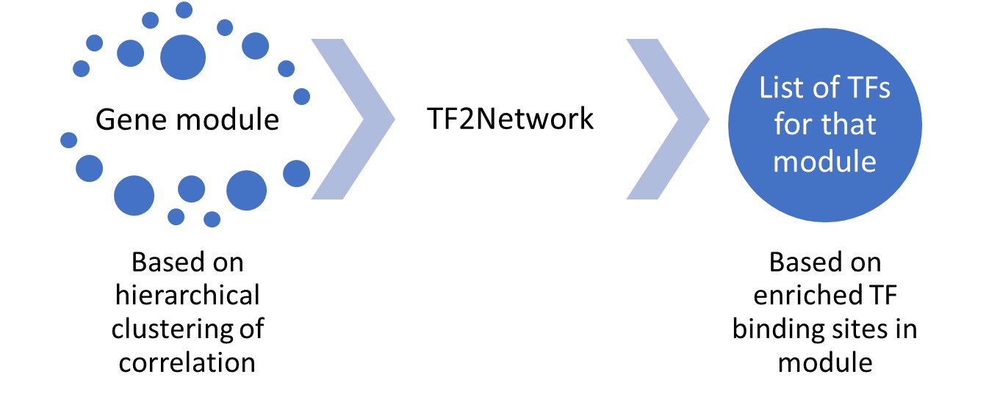 Gene module
TF2Network
List of TFs
for that
module
Based on
hierarchical
clustering of
correlation
Based on
enriched TF
binding sites in
module